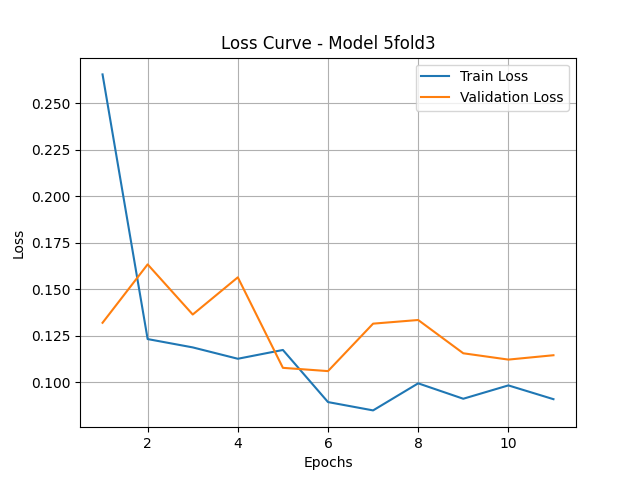 Loss Curve - Model 5fold3
Train Loss
Validation Loss
0.250
0.225
0.200
0.175
0.150
0.125
0.100
Loss
2 4 6 8 10
Epochs